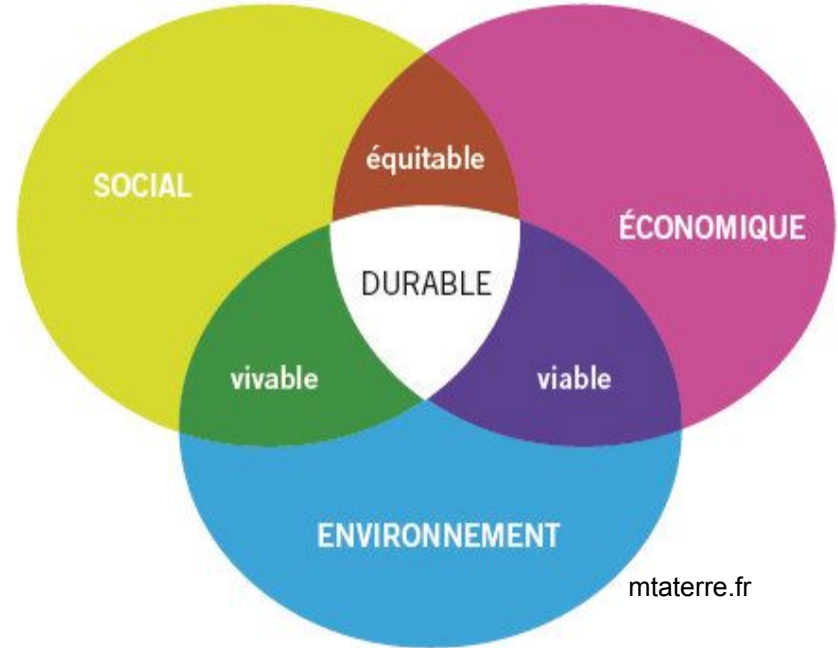 équitable
SOCIAL
ÉCONOMIQUE
DURABLE
vivable
viable
ENVIRONNEMENT
mtaterre.fr